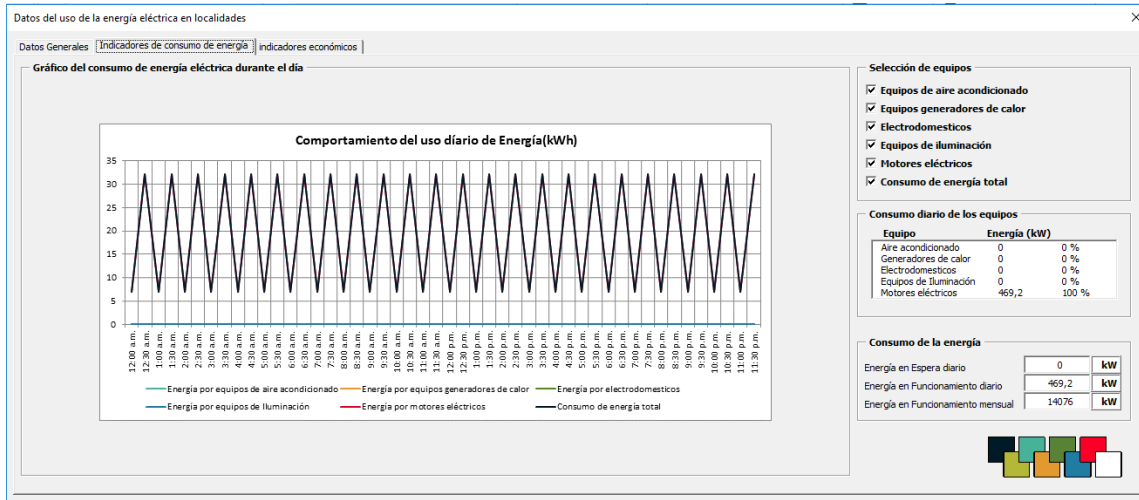 Datos del uso de la energía eléctrica en localidades
Datos Generales
Indicadores de consumo de energía
indicadores económicos
Gráfico del consumo de energía eléctrica durante el día
Comportamiento del uso díario de Energía(kWh)
35
30
25
20
15
10
5
0
12:00 a.m.
12:30 a.m.
1:00 a.m.
1:30 a.m.
2:00 a.m.
2:30 a.m.
3:00 a.m.
3:30 a.m.
4:00 a.m.
4:30 a.m.
5:00 a.m.
5:30 a.m.
6:00 a.m.
6:30 a.m.
7:00 a.m.
7:30 a.m.
8:00 a.m.
8:30 a.m.
9:00 a.m.
9:30 a.m.
10:00 a.m.
10:30 a.m.
11:00 a.m.
11:30 a.m.
12:00 p.m.
12:30 p.m.
1:00 p.m.
1:30 p.m.
2:00 p.m.
2:30 p.m.
3:00 p.m.
3:30 p.m.
4:00 p.m.
4:30 p.m.
5:00 p.m.
5:30 p.m.
6:00 p.m.
6:30 p.m.
7:00 p.m.
7:30 p.m.
8:00 p.m.
8:30 p.m.
9:00 p.m.
9:30 p.m.
10:00 p.m.
10:30 p.m.
11:00 p.m.
11:30 p.m.
Energía por equipos de aire acondicionado
Energía por equipos generadores de calor
Energía por electrodomesticos
Energía por equipos de Iluminación
Energia por motores eléctricos
Consumo de energía total
Selección de equipos
Equipos de aire acondicionado
Equipos generadores de calor
Electrodomesticos
Equipos de iluminación
Motores eléctricos
Consumo de energía total
Consumo diario de los equipos
Equipo Energía (kW)
Aire acondicionado 0 0 %
Generadores de calor 0 0 %
Electrodomesticos 0 0 %
Equipos de Iluminación 0 0 %
Motores eléctricos 469,2 100 %
Consumo de la energía
Energía en Espera diario 0 kW
Energía en Funcionamiento diario 469,2 kW
Energía en Funcionamiento mensual 14076 kW